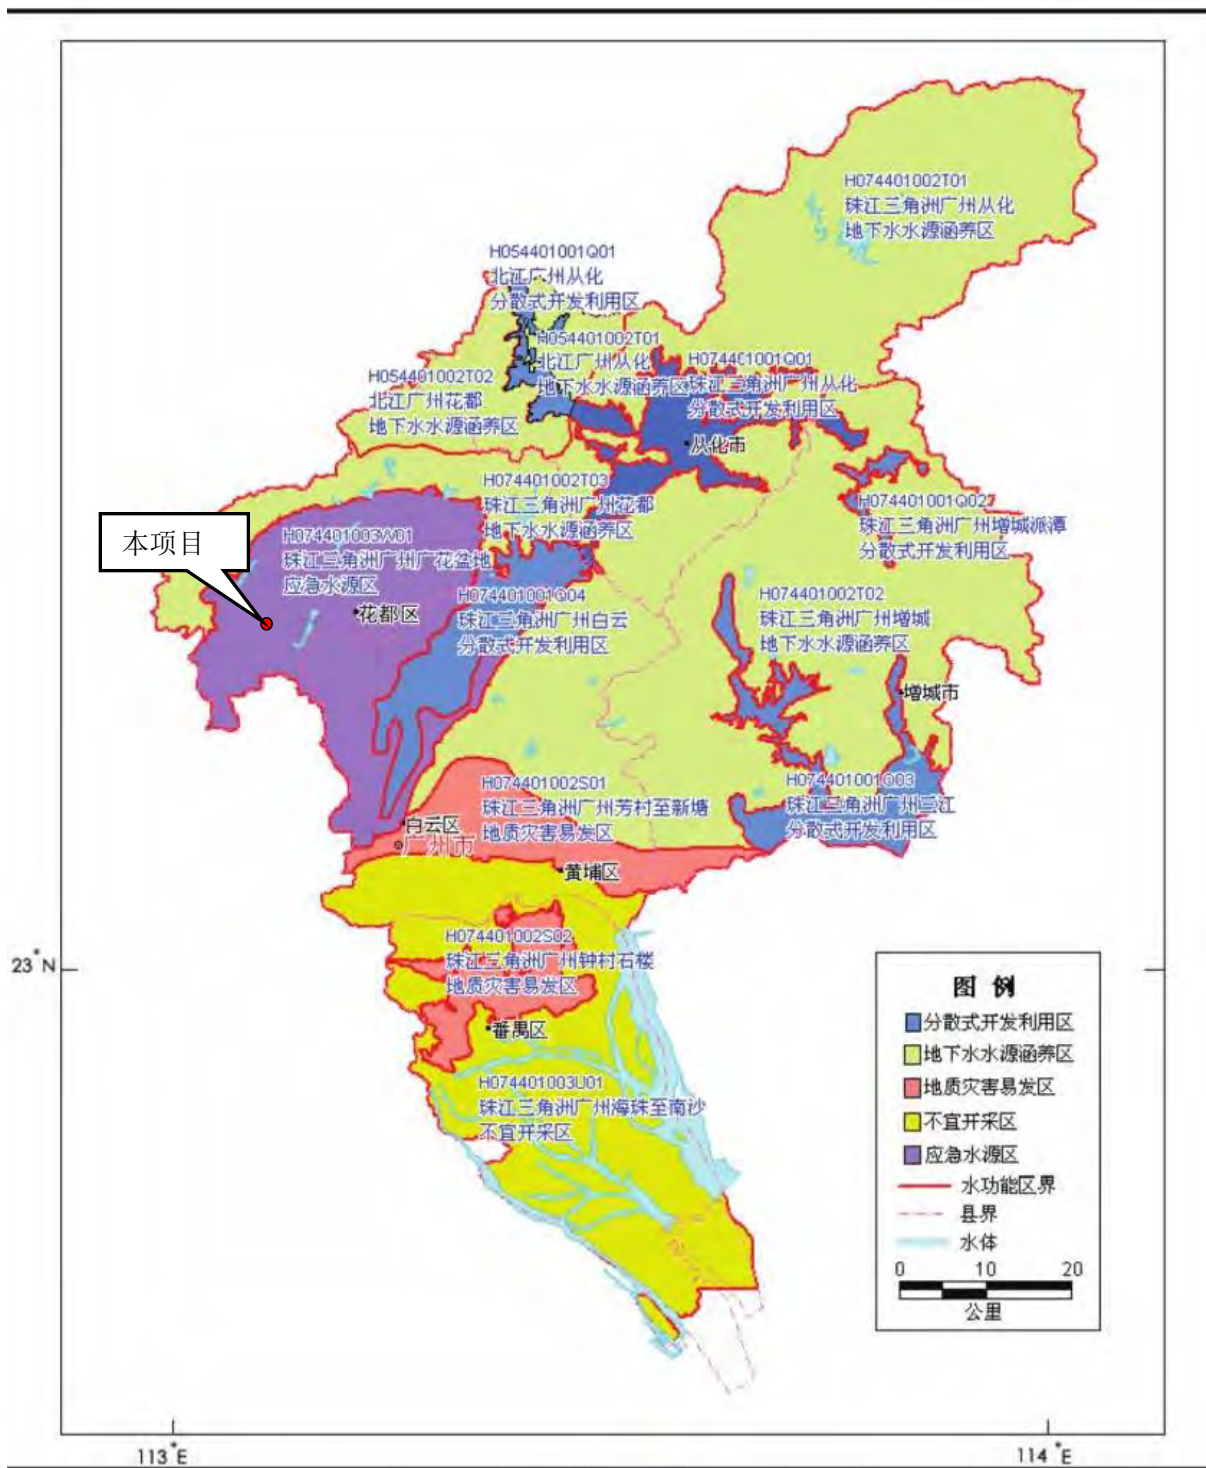 H074401002T01
珠江三角洲广州从化
地下水水源涵养区
H054401001Q01
北江广州从化
分散式开发利用区
H054401002T01
北江广州从化
地下水水源涵养区
H074401001Q01
珠江三角洲广州从化
分散式开发利用区
H054401002T02
北江广州花都
地下水水源涵养区
从化市
H074401002T03
珠江三角洲广州花都
地下水水源涵养区
H074401001Q02
珠江三角洲广州增城派潭
分散式开发利用区
本项目
H074401003W01
珠江三角洲广州广花盆地
应急水源区
花都区
H074401001Q04
珠江三角洲广州白云
分散式开发利用区
H074401002T02
珠江三角洲广州增城
地下水水源涵养区
增城市
H074401002S01
珠江三角洲广州芳村至新塘
地质灾害易发区
H074401001Q03
珠江三角洲广州三江
分散式开发利用区
白云区
广州市
黄埔区
H074401002S02
珠江三角洲广州钟村石楼
地质灾害易发区
番禺区
H074401003U01
珠江三角洲广州海珠至南沙
不宜开采区
23°N
图 例
分散式开发利用区
地下水水源涵养区
地质灾害易发区
不宜开采区
应急水源区
水功能区界
县界
水体
0 10 20
公里
113°E
114°E